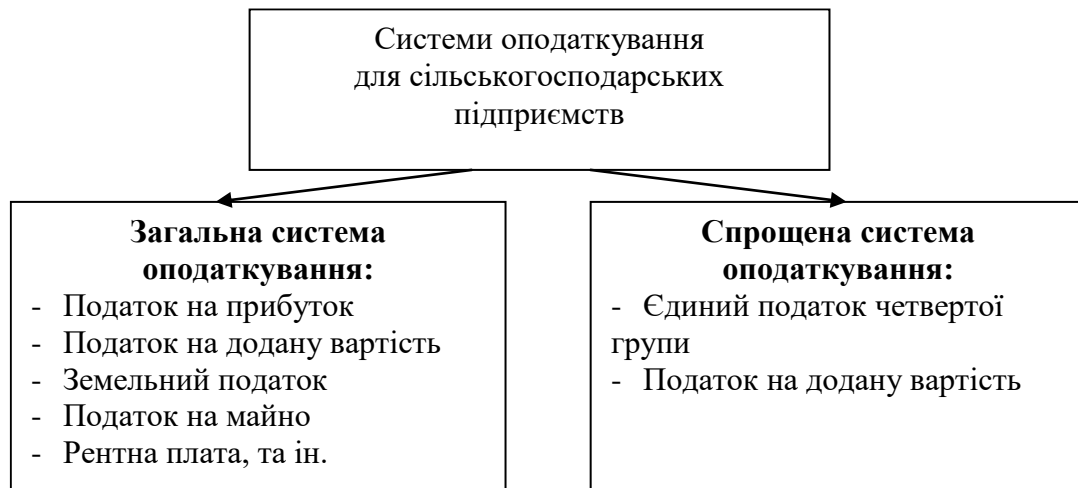 Системи оподаткування
для сільськогосподарських
підприємств
Загальна система
оподаткування:
- Податок на прибуток
- Податок на додану вартість
- Земельний податок
- Податок на майно
- Рентна плата, та ін.
Спрощена система
оподаткування:
- Єдиний податок четвертої
групи
- Податок на додану вартість